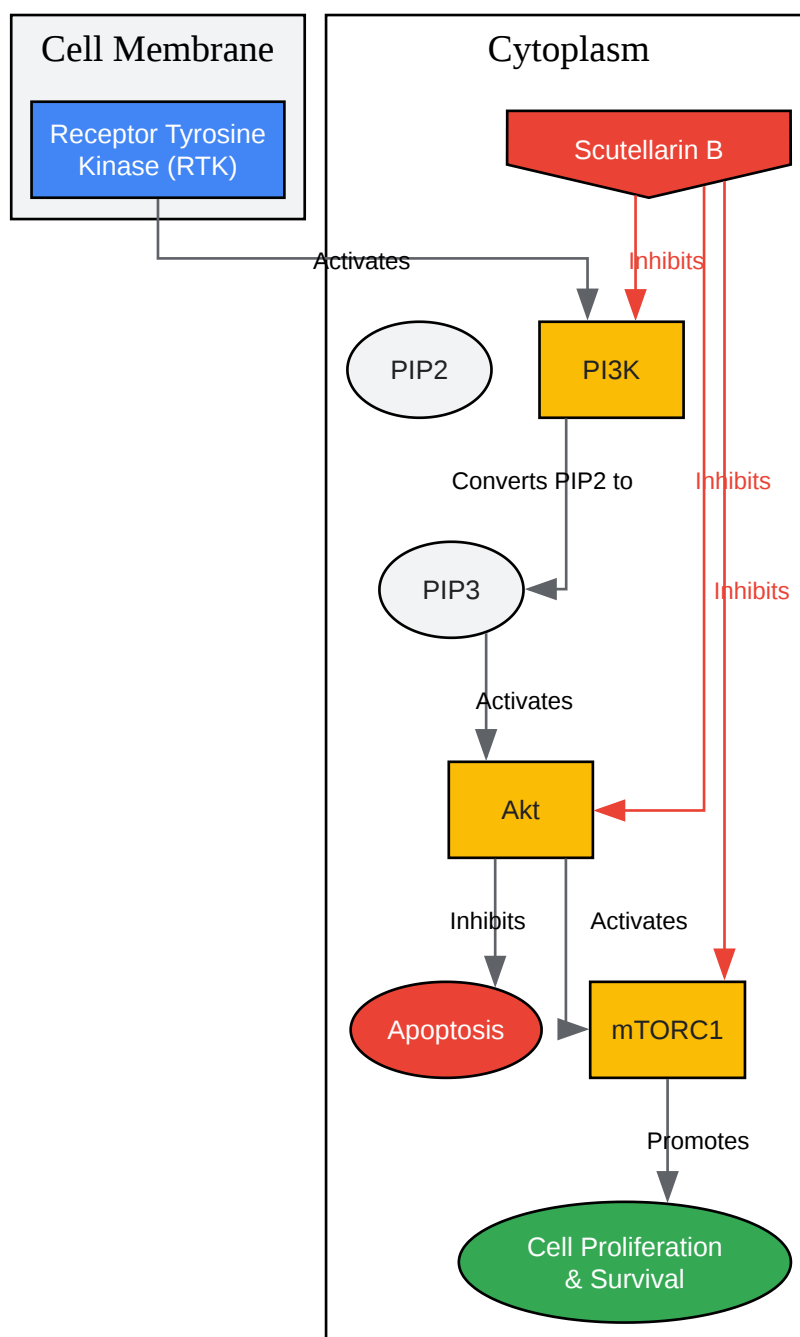 Cell Membrane
Cytoplasm
Receptor Tyrosine
Kinase (RTK)
Scutellarin B
Activates
Inhibits
PIP2
PI3K
Converts PIP2 to
Inhibits
PIP3
Inhibits
Activates
Akt
Inhibits
Activates
Apoptosis
mTORC1
Promotes
Cell Proliferation
& Survival